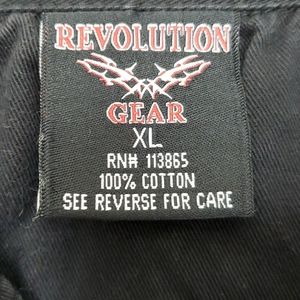 REVOLUTION
GEAR
XL
RN# 113865
100% COTTON
SEE REVERSE FOR CARE